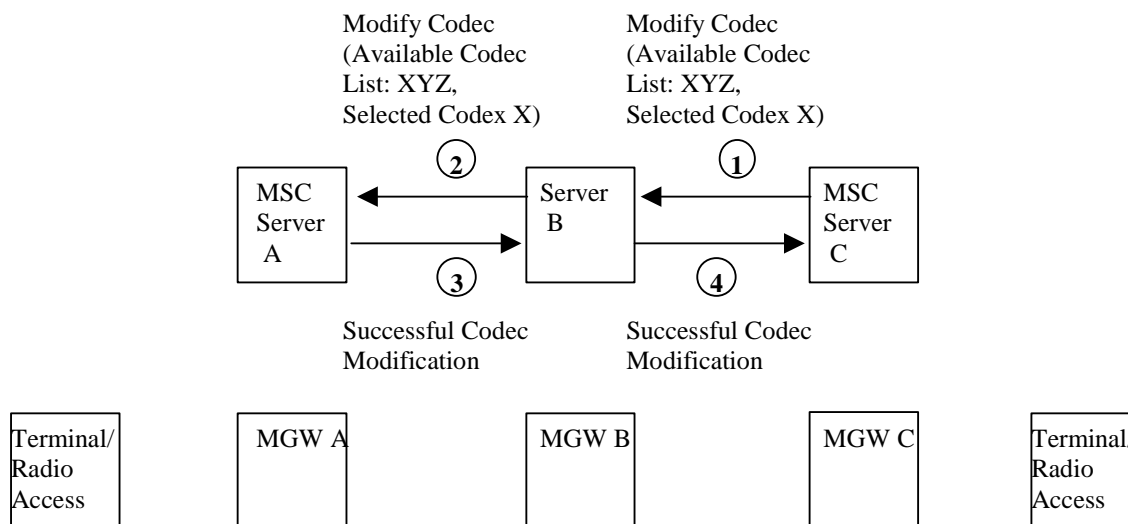 Modify Codec
(Available Codec
List: XYZ,
Selected Codex X)
Modify Codec
(Available Codec
List: XYZ,
Selected Codex X)
2
1
MSC
Server
A
Server
B
MSC
Server
C
3
4
Successful Codec
Modification
Successful Codec
Modification
Terminal/
Radio
Access
MGW A
MGW B
MGW C
Terminal/
Radio
Access